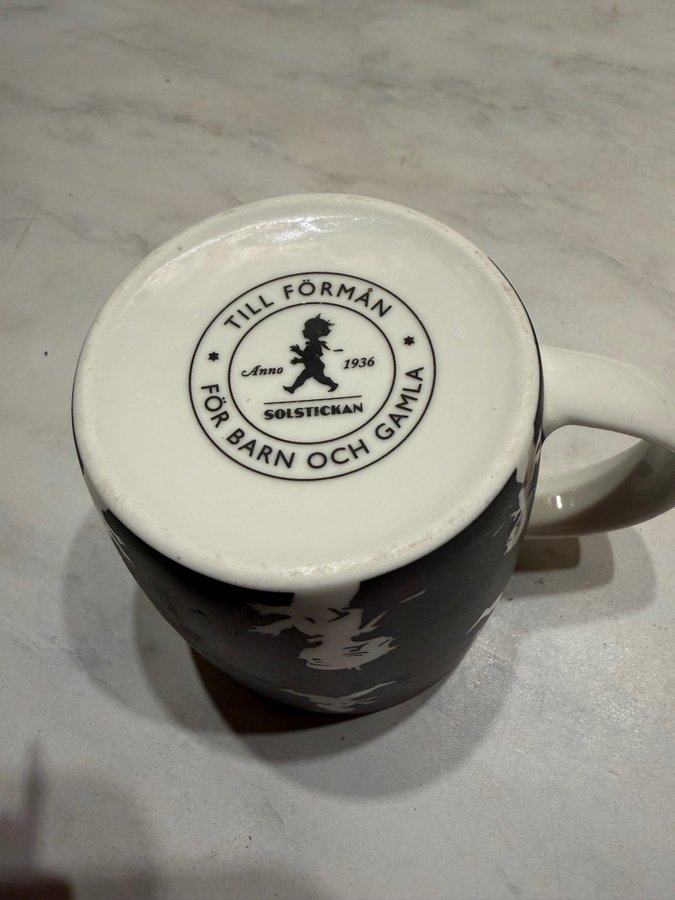 TILL FÖRMÅN
Anno 1936
SOLSTICKAN
FÖR BARN OCH GAMLA